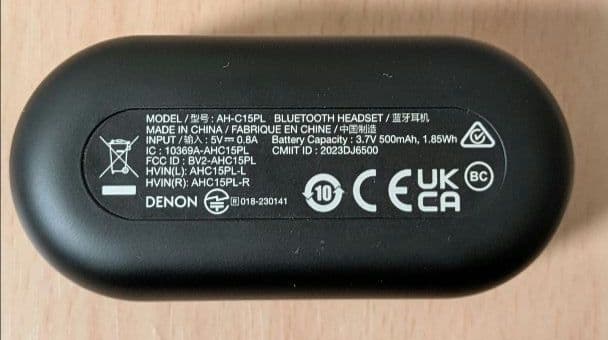 MODEL / 型号 : AH-C15PL BLUETOOTH HEADSET / 蓝牙耳机
MADE IN CHINA / FABRIQUE EN CHINE / 中国制造
INPUT / 输入 : 5V⎓0.8A Battery Capacity : 3.7V 500mAh, 1.85Wh
IC : 10369A-AHC15PL CMIIT ID : 2023DJ6500
FCC ID : BV2-AHC15PL
HVIN(L): AHC15PL-L
HVIN(R): AHC15PL-R
DENON R 018-230141
10 CE UK CA BC